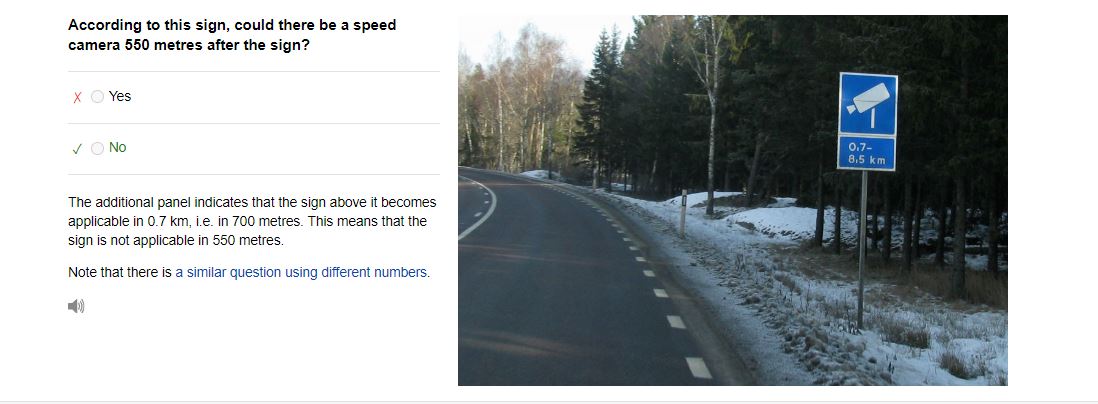 According to this sign, could there be a speed
camera 550 metres after the sign?
Yes
No
The additional panel indicates that the sign above it becomes
applicable in 0.7 km, i.e. in 700 metres. This means that the
sign is not applicable in 550 metres.
Note that there is a similar question using different numbers.
0,7-
8,5 km